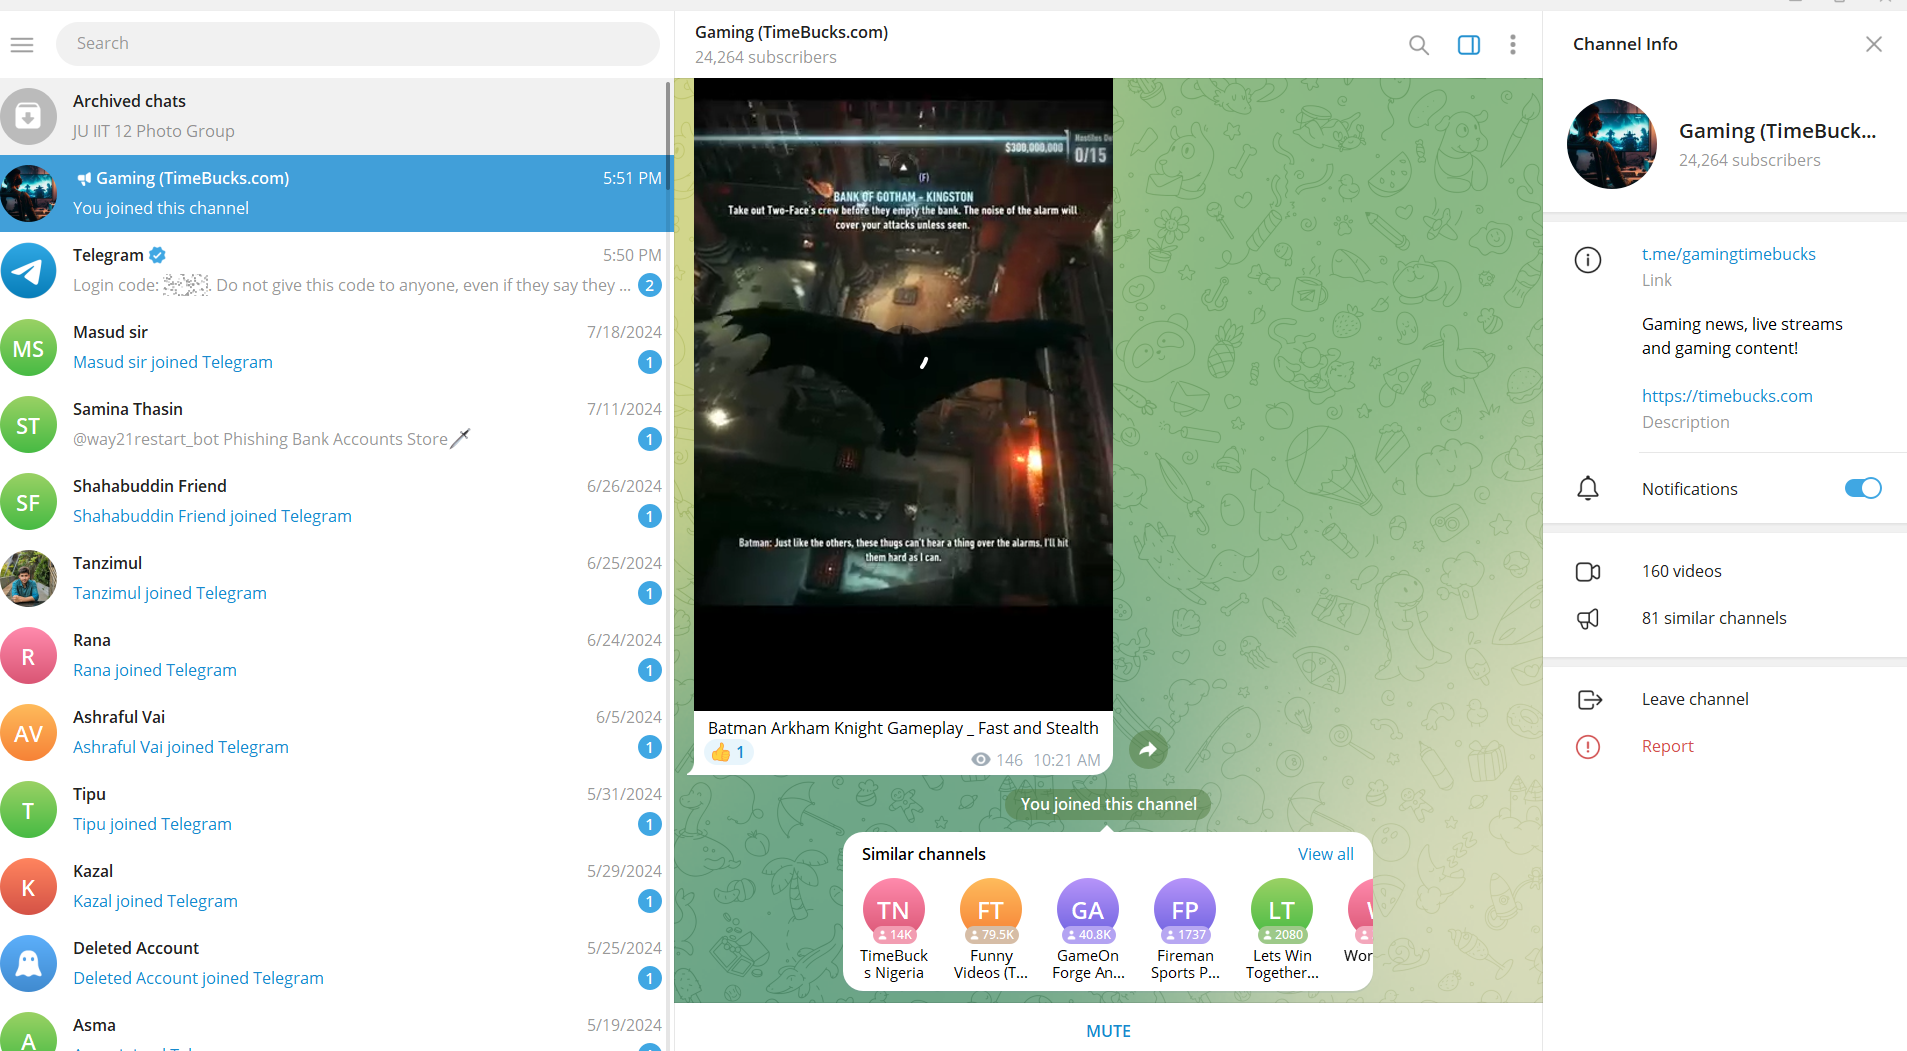 Search
Archived chats
JU IIT 12 Photo Group
Gaming (TimeBucks.com)
5:51 PM
You joined this channel
Telegram
5:50 PM
Login code: . Do not give this code to anyone, even if they say they ...
2
MS
Masud sir
7/18/2024
Masud sir joined Telegram
1
ST
Samina Thasin
7/11/2024
@way21restart_bot Phishing Bank Accounts Store
1
SF
Shahabuddin Friend
6/26/2024
Shahabuddin Friend joined Telegram
1
Tanzimul
6/25/2024
Tanzimul joined Telegram
1
R
Rana
6/24/2024
Rana joined Telegram
1
AV
Ashraful Vai
6/5/2024
Ashraful Vai joined Telegram
1
T
Tipu
5/31/2024
Tipu joined Telegram
1
K
Kazal
5/29/2024
Kazal joined Telegram
1
Deleted Account
5/25/2024
Deleted Account joined Telegram
1
A
Asma
5/19/2024
Gaming (TimeBucks.com)
24,264 subscribers
$300,000,000
0/15
(F)
BANK OF GOTHAM - KINGSTON
Take out Two-Face's crew before they empty the bank. The noise of the alarm will
cover your attacks unless seen.
Batman: Just like the others, these thugs can't hear a thing over the alarms. I'll hit
them hard as I can.
Batman Arkham Knight Gameplay _ Fast and Stealth
1
146 10:21 AM
You joined this channel
Similar channels
View all
TN
14K
TimeBuck
s Nigeria
FT
79.5K
Funny
Videos (T...
GA
40.8K
GameOn
Forge An...
FP
1737
Fireman
Sports P...
LT
2080
Lets Win
Together...
Wor
MUTE
Channel Info
Gaming (TimeBuck...
24,264 subscribers
t.me/gamingtimebucks
Link
Gaming news, live streams
and gaming content!
https://timebucks.com
Description
Notifications
160 videos
81 similar channels
Leave channel
Report